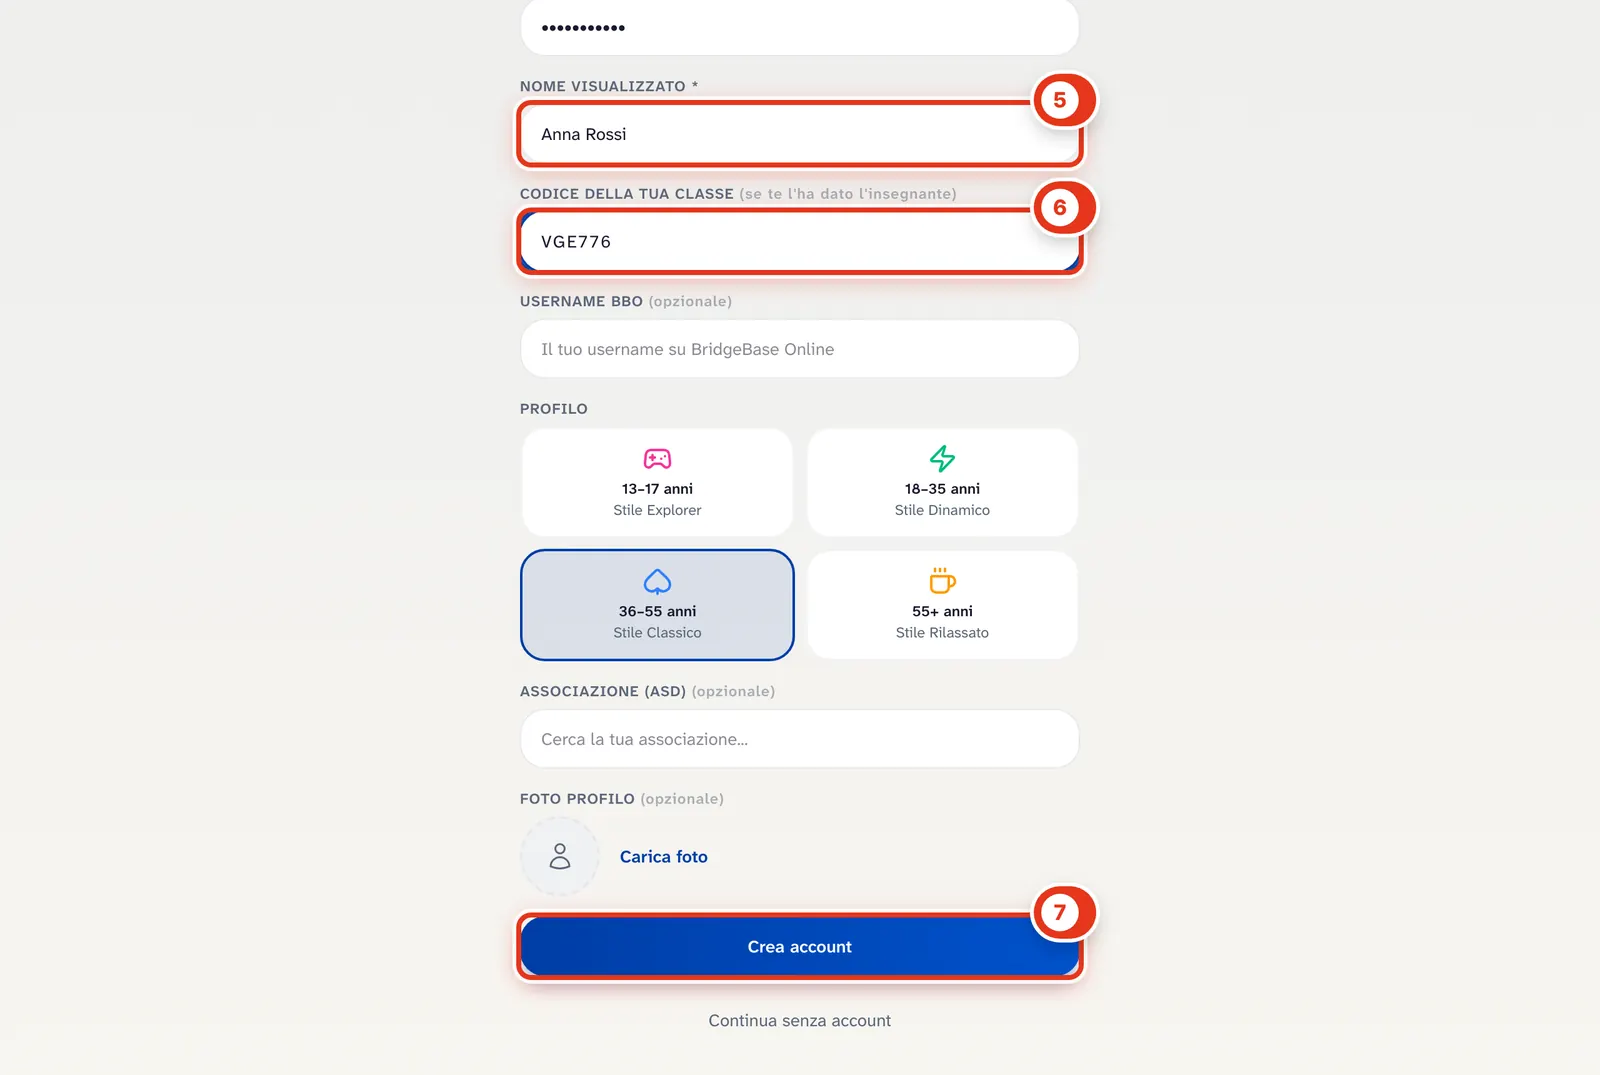 •••••••••••
NOME VISUALIZZATO *
5
Anna Rossi
CODICE DELLA TUA CLASSE (se te l'ha dato l'insegnante)
6
VGE776
USERNAME BBO (opzionale)
Il tuo username su BridgeBase Online
PROFILO
13–17 anni
Stile Explorer
18–35 anni
Stile Dinamico
36–55 anni
Stile Classico
55+ anni
Stile Rilassato
ASSOCIAZIONE (ASD) (opzionale)
Cerca la tua associazione...
FOTO PROFILO (opzionale)
Carica foto
7
Crea account
Continua senza account